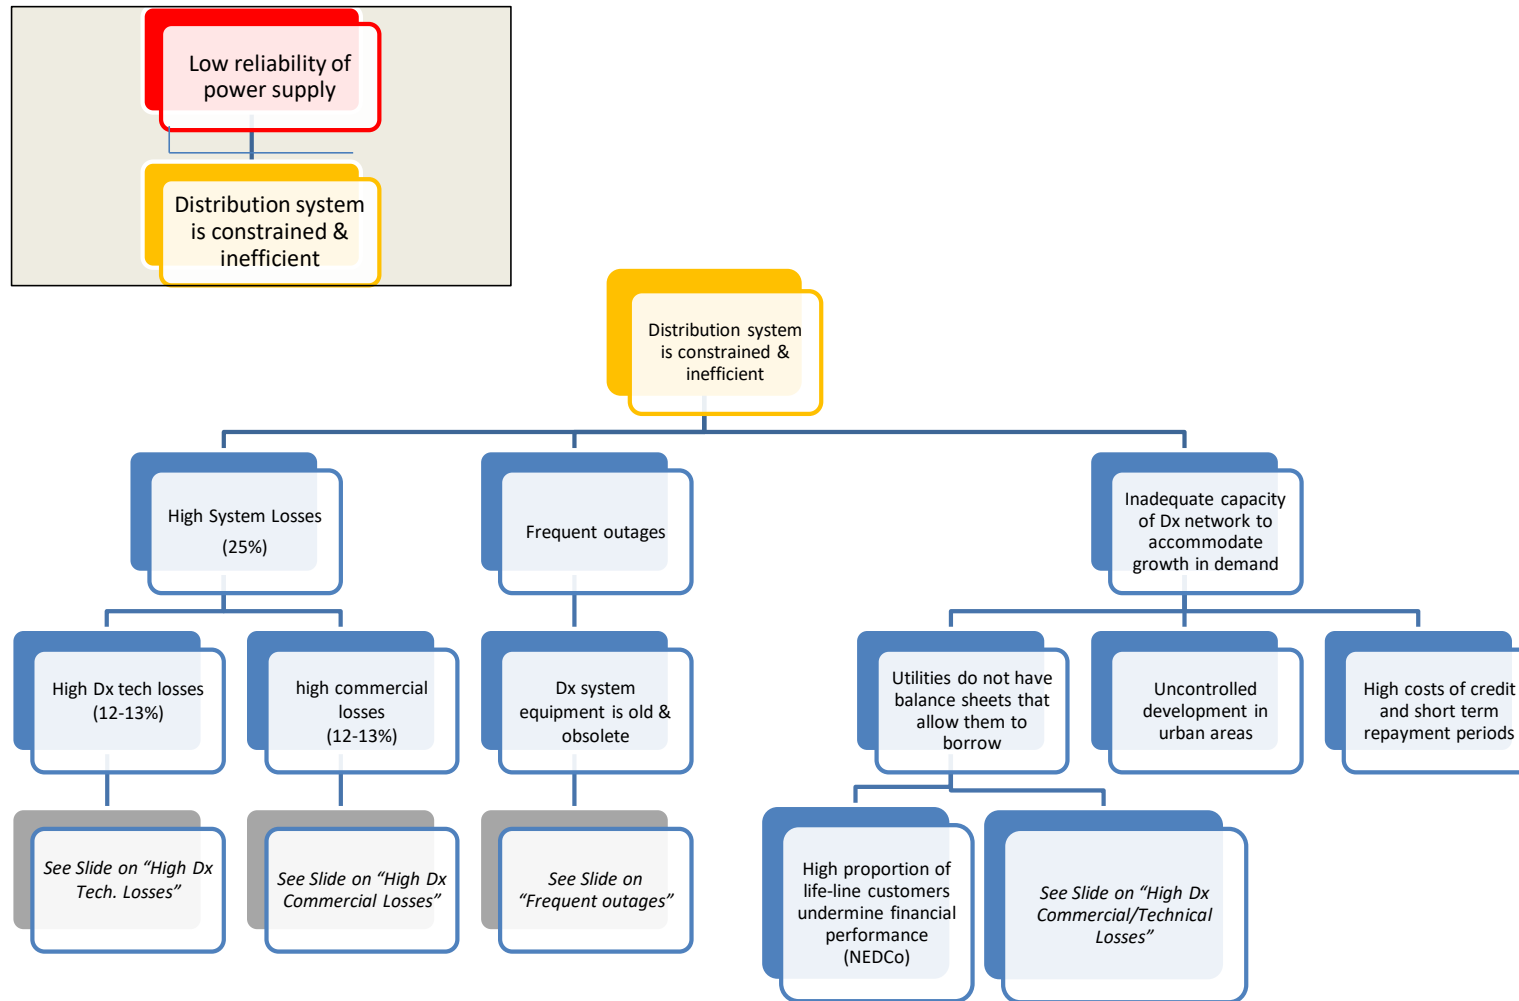 Low reliability of
power supply
Distribution system
is constrained &
inefficient
Distribution system
is constrained &
inefficient
High System Losses
(25%)
Frequent outages
Inadequate capacity
of Dx network to
accommodate
growth in demand
High Dx tech losses
(12-13%)
high commercial
losses
(12-13%)
Dx system
equipment is old &
obsolete
Utilities do not have
balance sheets that
allow them to
borrow
Uncontrolled
development in
urban areas
High costs of credit
and short term
repayment periods
See Slide on “High Dx
Tech. Losses”
See Slide on “High Dx
Commercial Losses”
See Slide on
“Frequent outages”
High proportion of
life-line customers
undermine financial
performance
(NEDCo)
See Slide on “High Dx
Commercial/Technical
Losses”